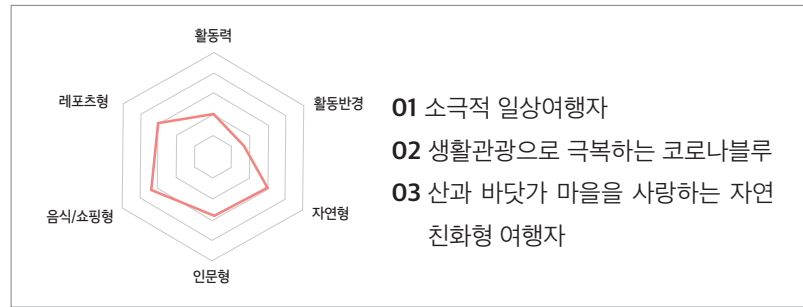 활동력
레포츠형
활동반경
음식/쇼핑형
자연형
인문형
01 소극적 일상여행자
02 생활관광으로 극복하는 코로나블루
03 산과 바닷가 마을을 사랑하는 자연
친화형 여행자